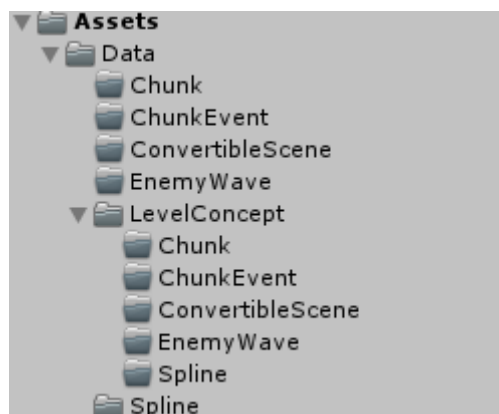 Assets
Data
Chunk
ChunkEvent
ConvertibleScene
EnemyWave
LevelConcept
Chunk
ChunkEvent
ConvertibleScene
EnemyWave
Spline
Spline